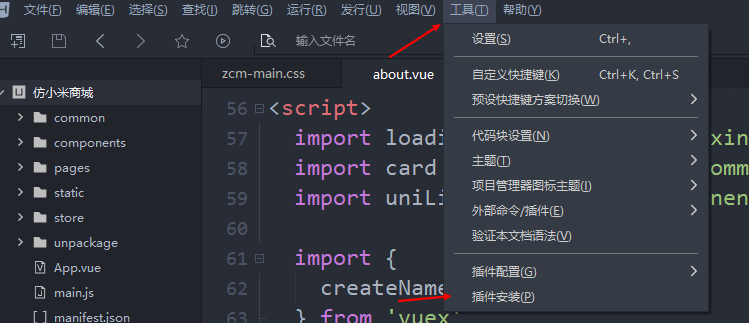 文件(F) 编辑(E) 选择(S) 查找(I) 跳转(G) 运行(R) 发行(U) 视图(V) 工具(T) 帮助(Y)
输入文件名
zcm-main.css about.vue
仿小米商城
common
components
pages
static
store
unpackage
App.vue
main.js
manifest.json
56 <script>
57 import loadi xin
58 import card omm
59 import uniLi nen
60
61 import {
62 createName
63 } from 'vuex'
设置(S) Ctrl+,
自定义快捷键(K) Ctrl+K, Ctrl+S
预设快捷键方案切换(W)
代码块设置(N)
主题(T)
项目管理器图标主题(I)
外部命令/插件(E)
验证本文档语法(V)
插件配置(G)
插件安装(P)